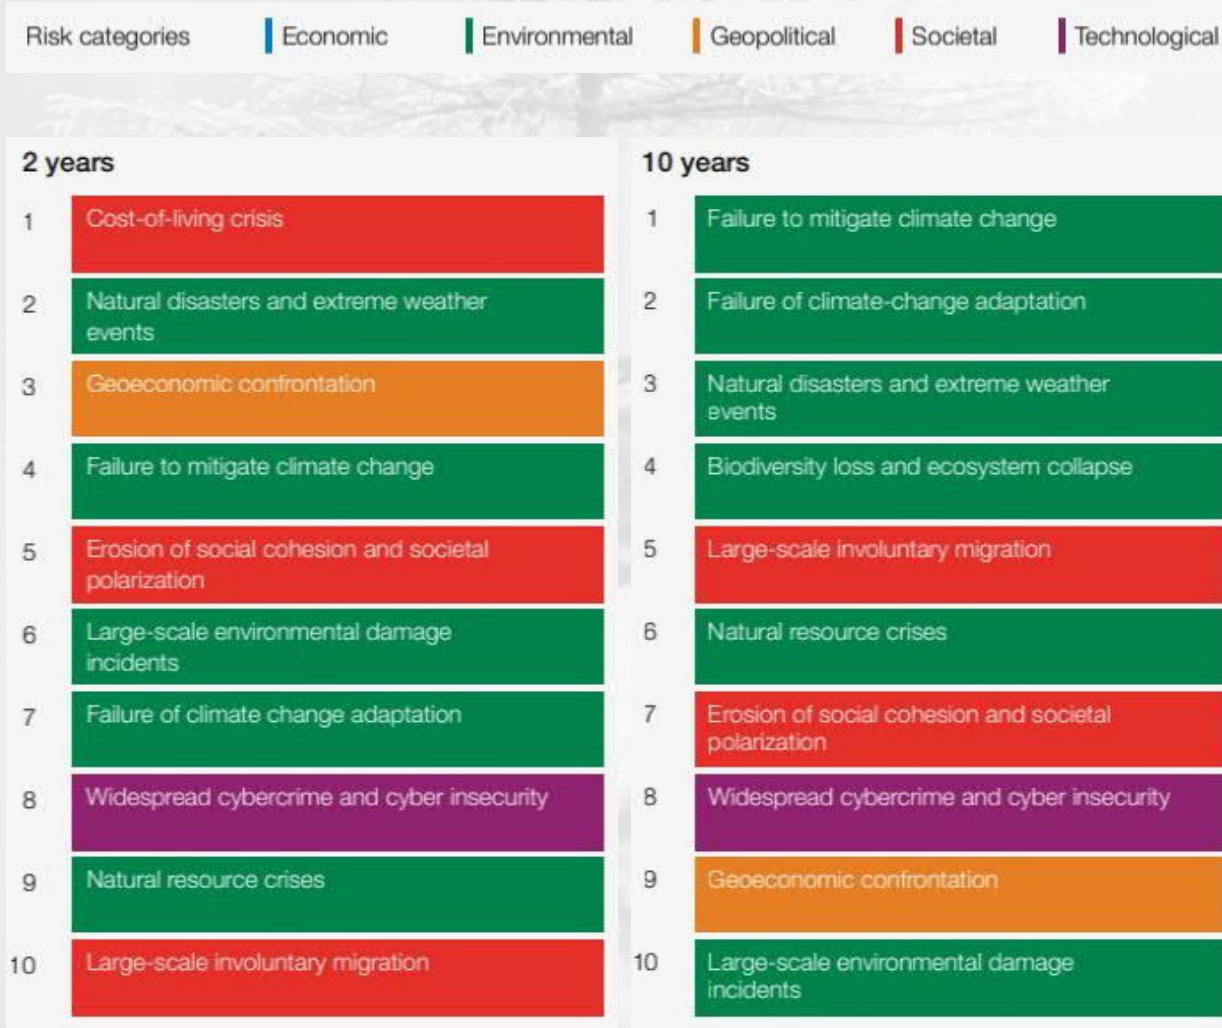 Risk categories Economic Environmental Geopolitical Societal Technological
2 years
1 Cost-of-living crisis
2 Natural disasters and extreme weather
events
3 Geoeconomic confrontation
4 Failure to mitigate climate change
5 Erosion of social cohesion and societal
polarization
6 Large-scale environmental damage
incidents
7 Failure of climate change adaptation
8 Widespread cybercrime and cyber insecurity
9 Natural resource crises
10 Large-scale involuntary migration
10 years
1 Failure to mitigate climate change
2 Failure of climate-change adaptation
3 Natural disasters and extreme weather
events
4 Biodiversity loss and ecosystem collapse
5 Large-scale involuntary migration
6 Natural resource crises
7 Erosion of social cohesion and societal
polarization
8 Widespread cybercrime and cyber insecurity
9 Geoeconomic confrontation
10 Large-scale environmental damage
incidents